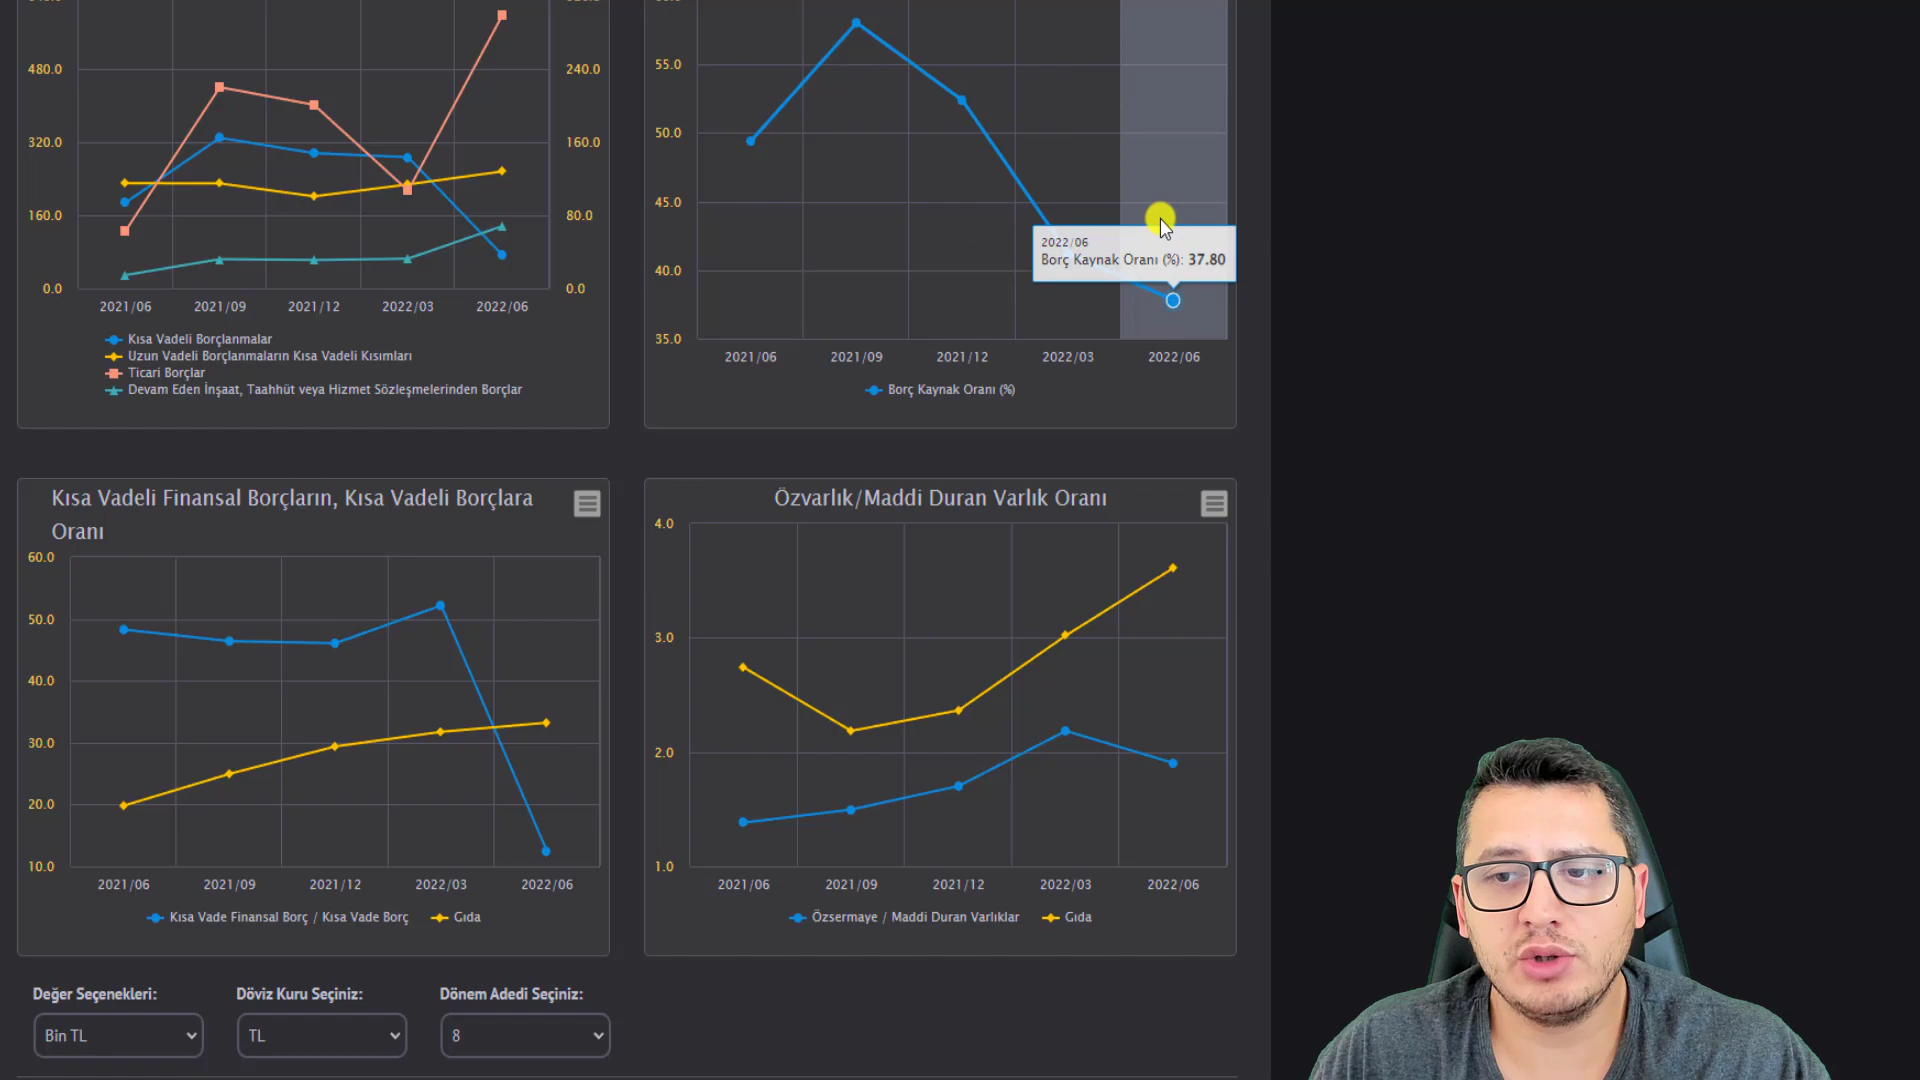 480.0
320.0
160.0
0.0
240.0
160.0
80.0
0.0
2021/06 2021/09 2021/12 2022/03 2022/06
Kısa Vadeli Borçlanmalar
Uzun Vadeli Borçlanmaların Kısa Vadeli Kısımları
Ticari Borçlar
Devam Eden İnşaat, Taahhüt veya Hizmet Sözleşmelerinden Borçlar
55.0
50.0
45.0
40.0
35.0
2022/06
Borç Kaynak Oranı (%): 37.80
2021/06 2021/09 2021/12 2022/03 2022/06
Borç Kaynak Oranı (%)
Kısa Vadeli Finansal Borçların, Kısa Vadeli Borçlara
Oranı
60.0
50.0
40.0
30.0
20.0
10.0
2021/06 2021/09 2021/12 2022/03 2022/06
Kısa Vade Finansal Borç / Kısa Vade Borç Gıda
Özvarlık/Maddi Duran Varlık Oranı
4.0
3.0
2.0
1.0
2021/06 2021/09 2021/12 2022/03 2022/06
Özsermaye / Maddi Duran Varlıklar Gıda
Değer Seçenekleri: Döviz Kuru Seçiniz: Dönem Adedi Seçiniz:
Bin TL TL 8